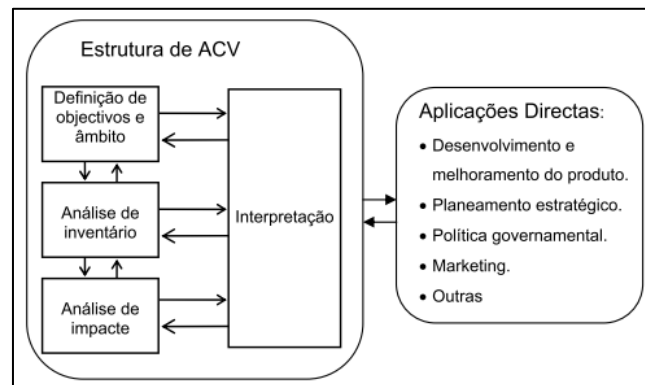 Estrutura de ACV
Definição de
objectivos e
âmbito
Análise de
inventário
Análise de
impacte
Interpretação
Aplicações Directas:
• Desenvolvimento e
melhoramento do produto.
• Planeamento estratégico.
• Política governamental.
• Marketing.
• Outras